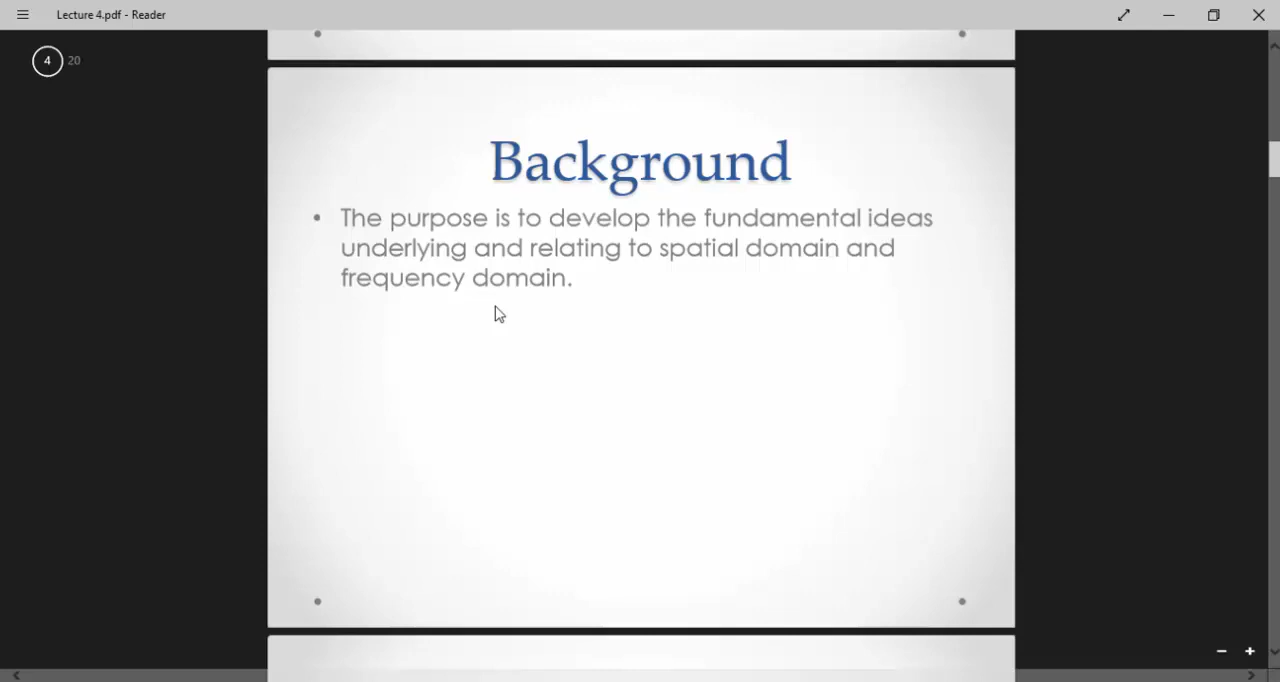 Lecture 4.pdf - Reader
4 20
Background
• The purpose is to develop the fundamental ideas
underlying and relating to spatial domain and
frequency domain.